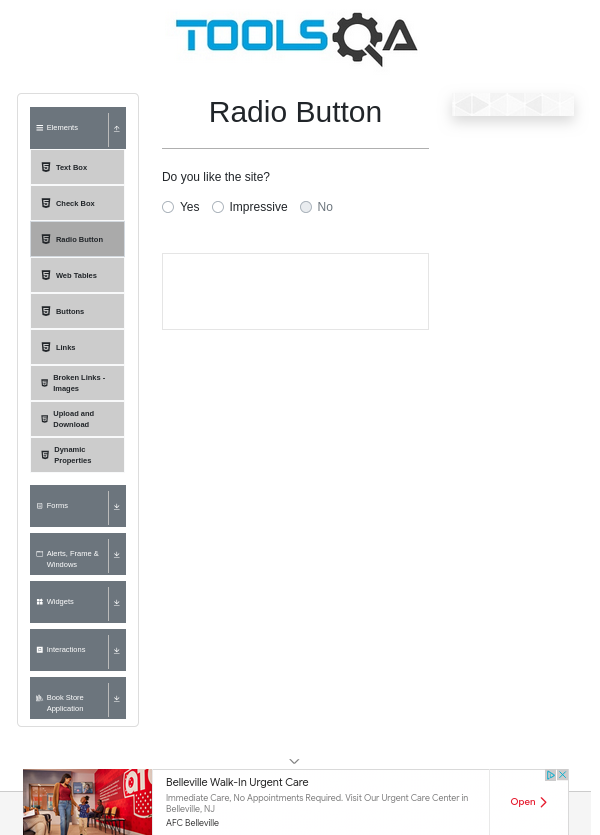 TOOLSQA
Elements
Text Box
Check Box
Radio Button
Web Tables
Buttons
Links
Broken Links -
Images
Upload and
Download
Dynamic
Properties
Forms
Alerts, Frame &
Windows
Widgets
Interactions
Book Store
Application
Radio Button
Do you like the site?
Yes Impressive No
Belleville Walk-In Urgent Care
Immediate Care, No Appointments Required. Visit Our Urgent Care Center in
Belleville, NJ
AFC Belleville
Open